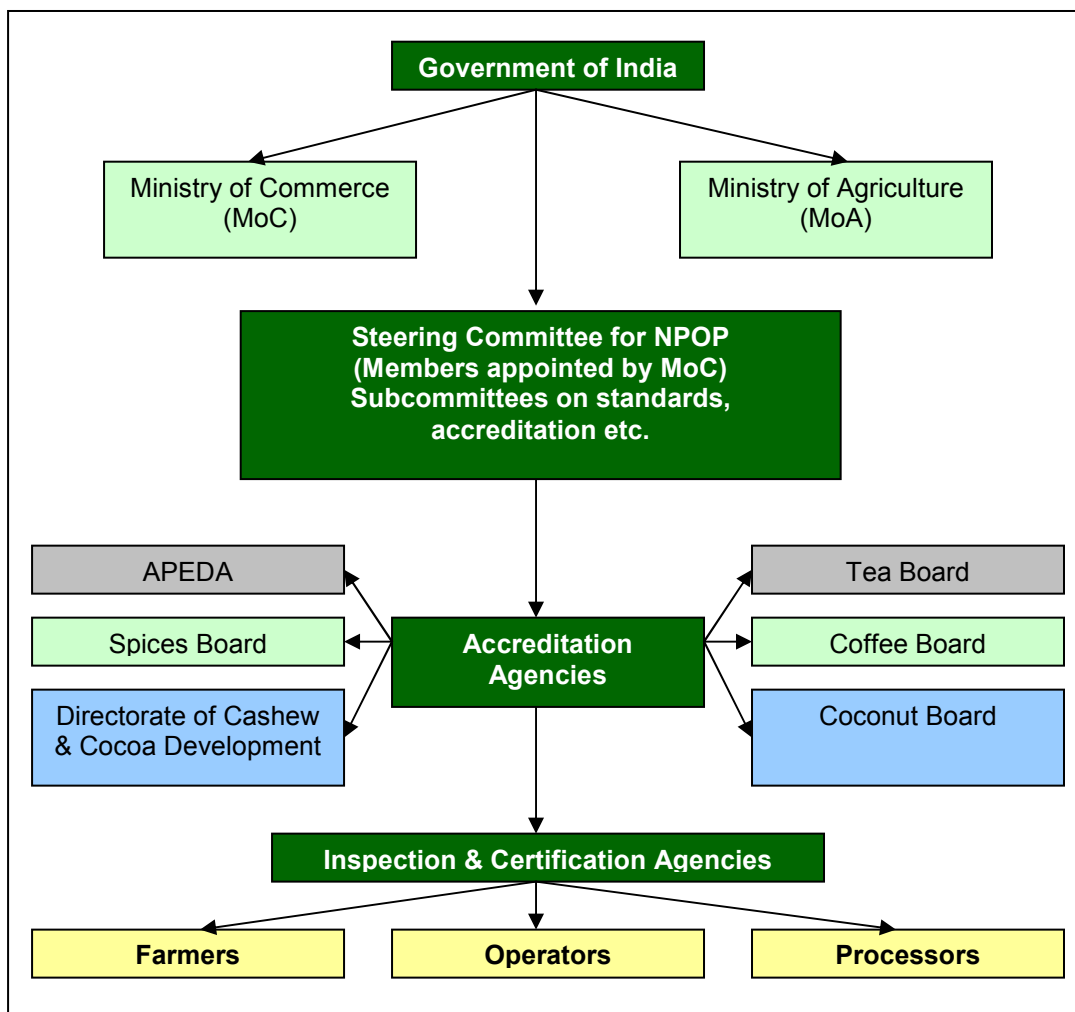 Government of India
Ministry of Commerce
(MoC)
Ministry of Agriculture
(MoA)
Steering Committee for NPOP
(Members appointed by MoC)
Subcommittees on standards,
accreditation etc.
APEDA
Tea Board
Spices Board
Accreditation
Agencies
Coffee Board
Directorate of Cashew
& Cocoa Development
Coconut Board
Inspection & Certification Agencies
Farmers
Operators
Processors